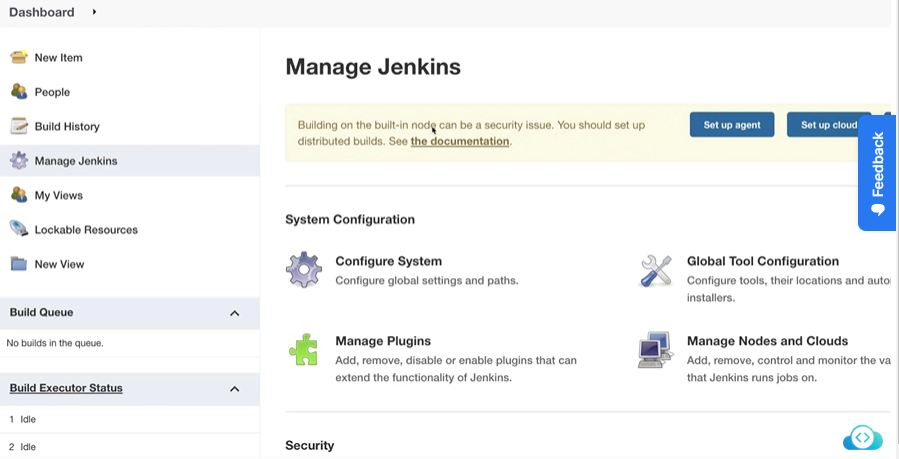 Dashboard
New Item
People
Build History
Manage Jenkins
My Views
Lockable Resources
New View
Build Queue
No builds in the queue.
Build Executor Status
1 Idle
2 Idle
Manage Jenkins
Building on the built-in node can be a security issue. You should set up
distributed builds. See the documentation.
Set up agent
Set up cloud
Feedback
System Configuration
Configure System
Configure global settings and paths.
Global Tool Configuration
Configure tools, their locations and auto
installers.
Manage Plugins
Add, remove, disable or enable plugins that can
extend the functionality of Jenkins.
Manage Nodes and Clouds
Add, remove, control and monitor the va
that Jenkins runs jobs on.
Security